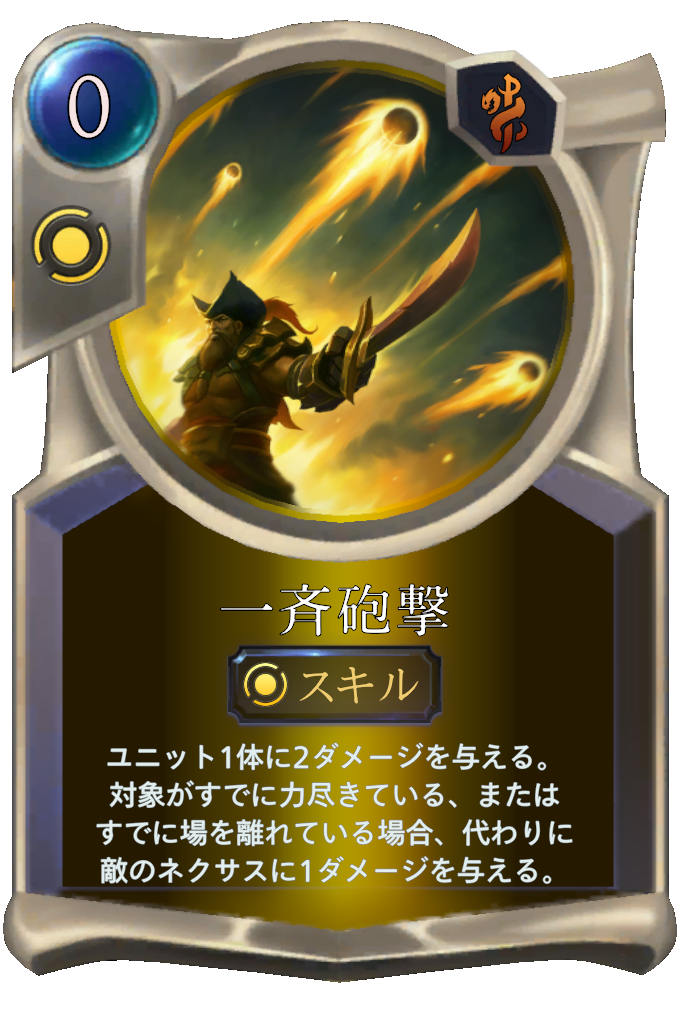 0
一斉砲撃
スキル
ユニット1体に2ダメージを与える。
対象がすでに力尽きている、または
すでに場を離れている場合、代わりに
敵のネクサスに1ダメージを与える。